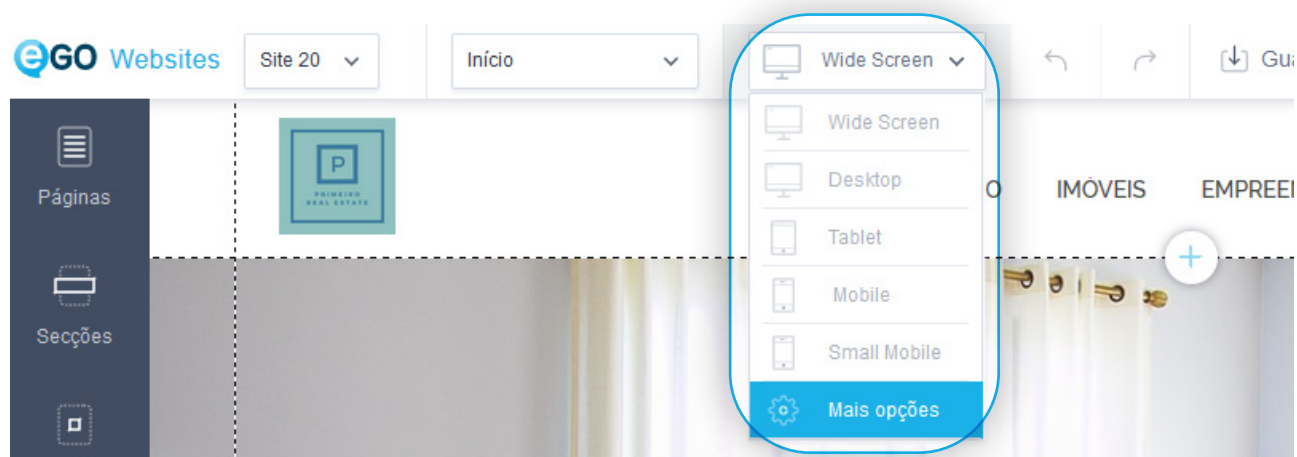 eGO Websites
Site 20
Início
Wide Screen
Gua
Wide Screen
Desktop
Tablet
Mobile
Small Mobile
Mais opções
Páginas
Secções
P
PRIMEIRO
REAL ESTATE
O IMÓVEIS EMPREEN